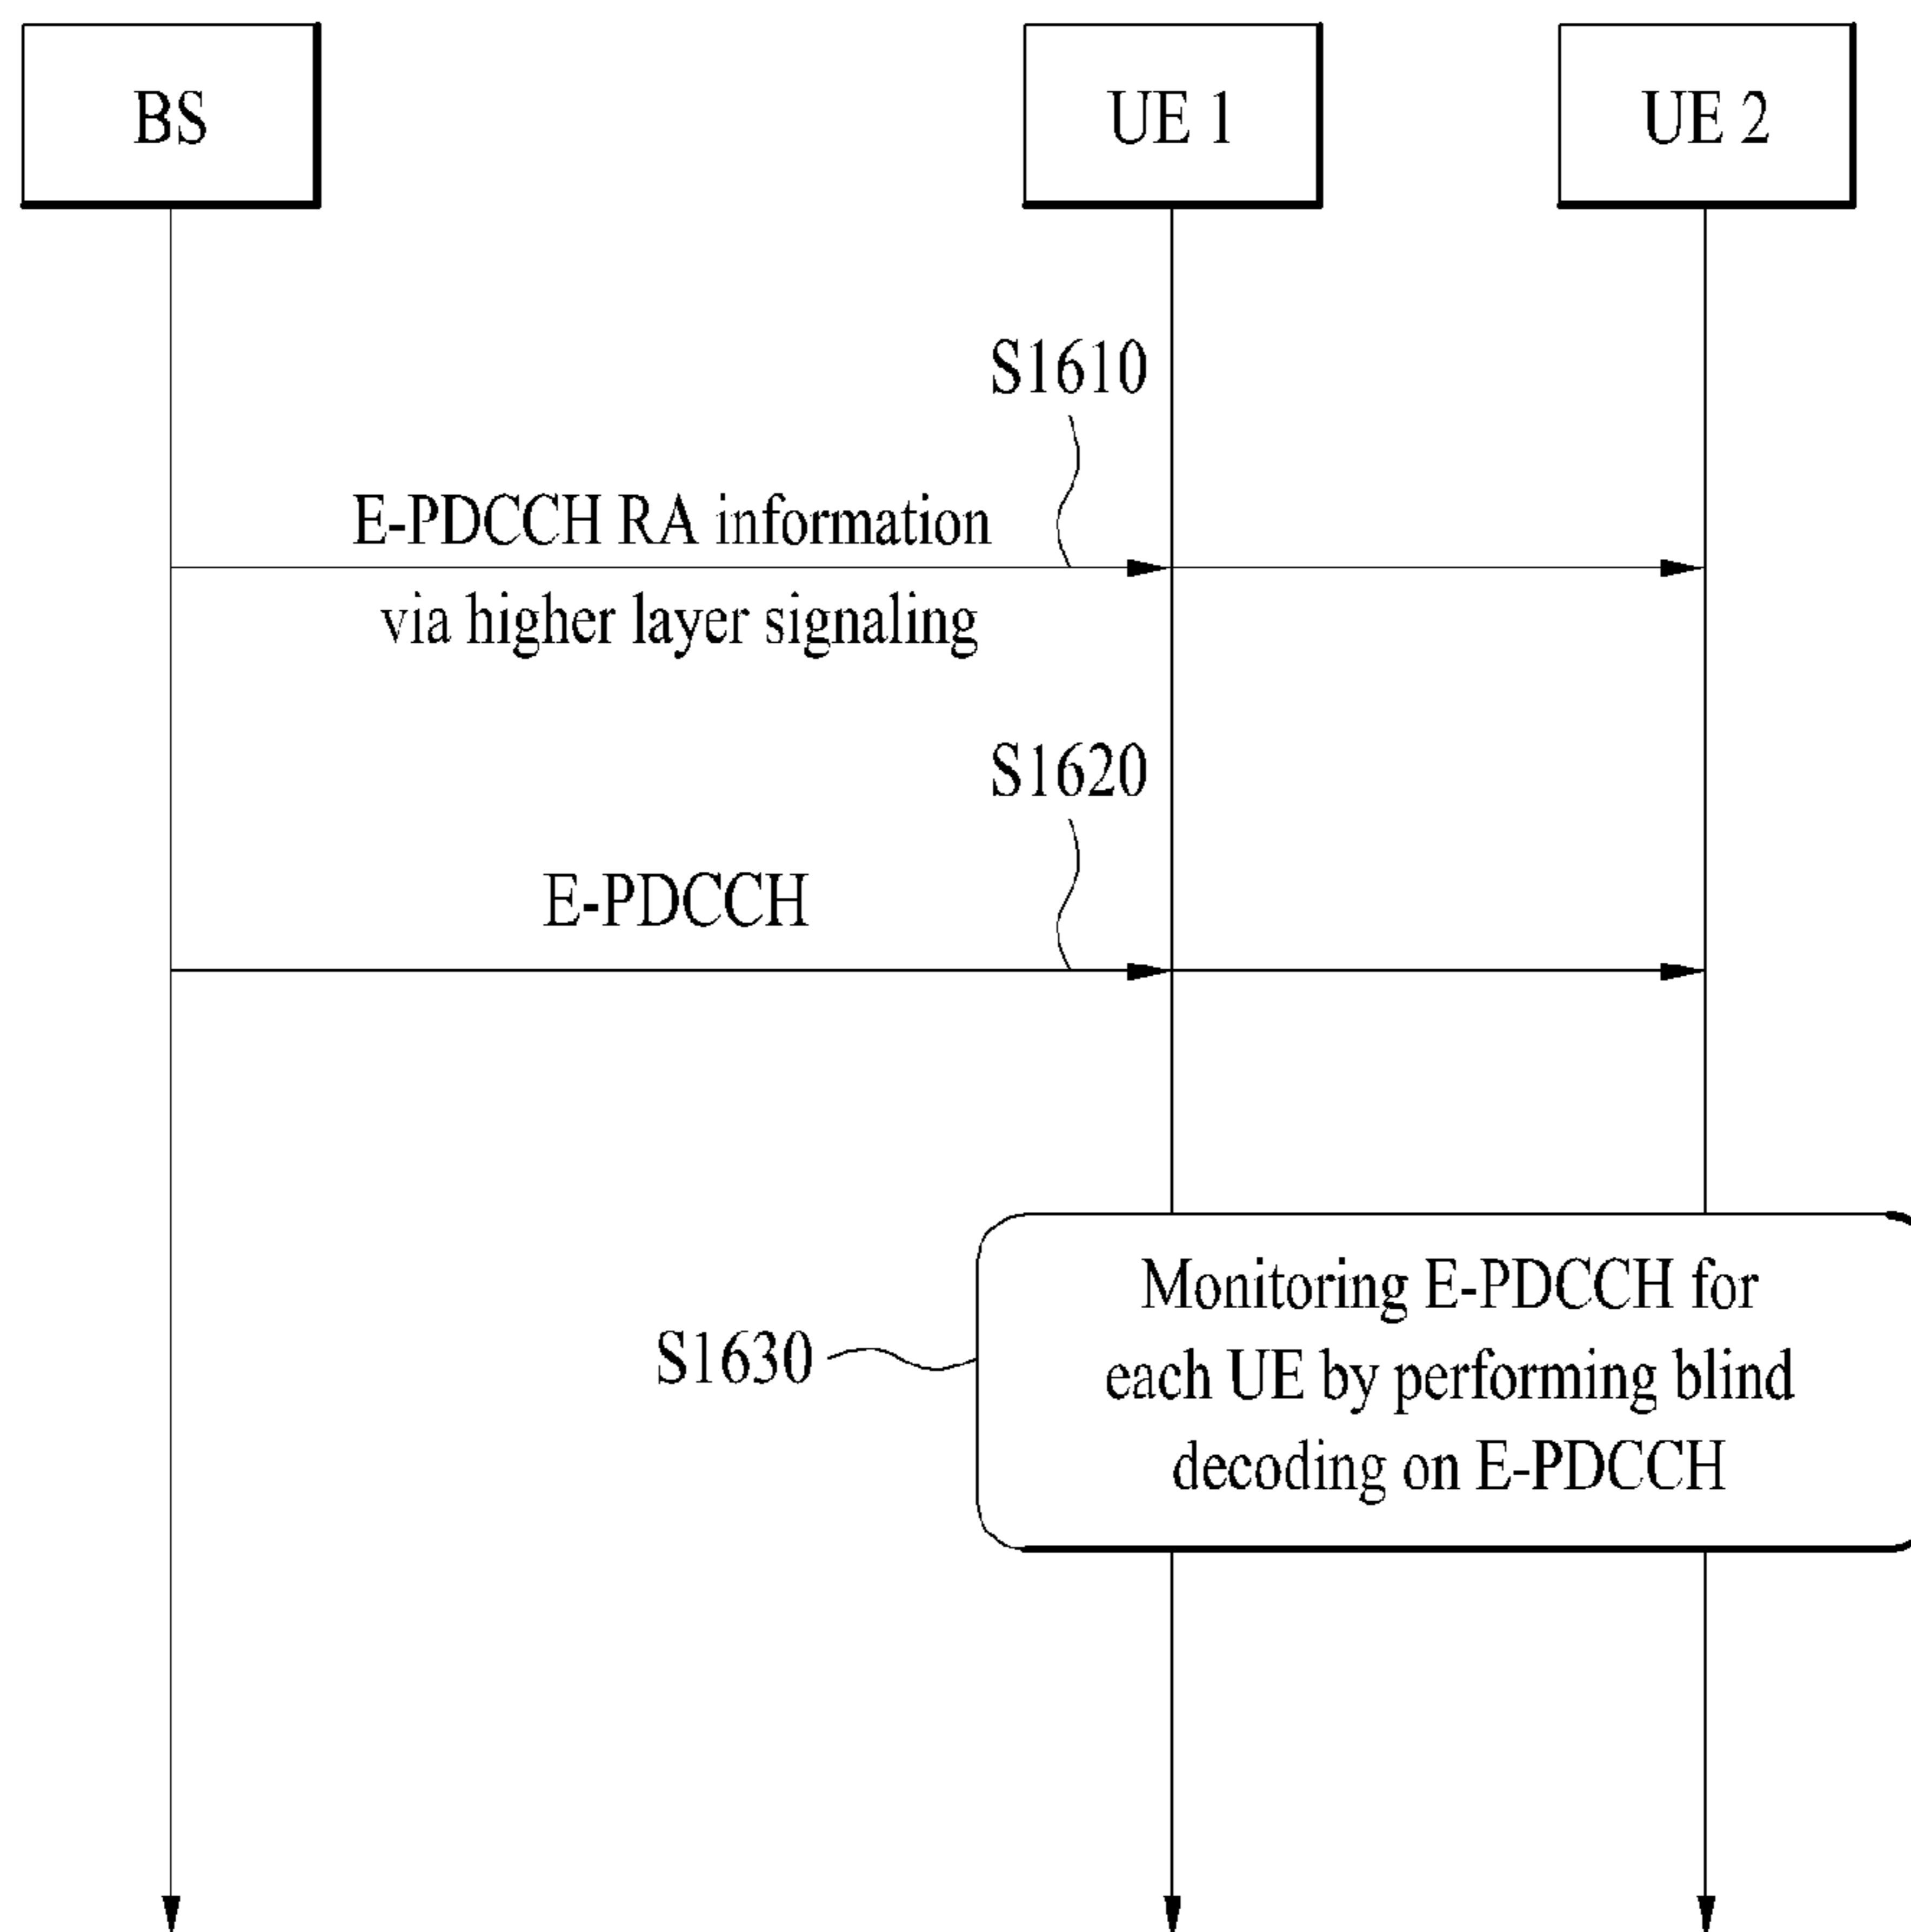 BS
UE 1
UE 2
S1610
E-PDCCH RA information
via higher layer signaling
S1620
E-PDCCH
Monitoring E-PDCCH for
S1630
each UE by performing blind
decoding on E-PDCCH